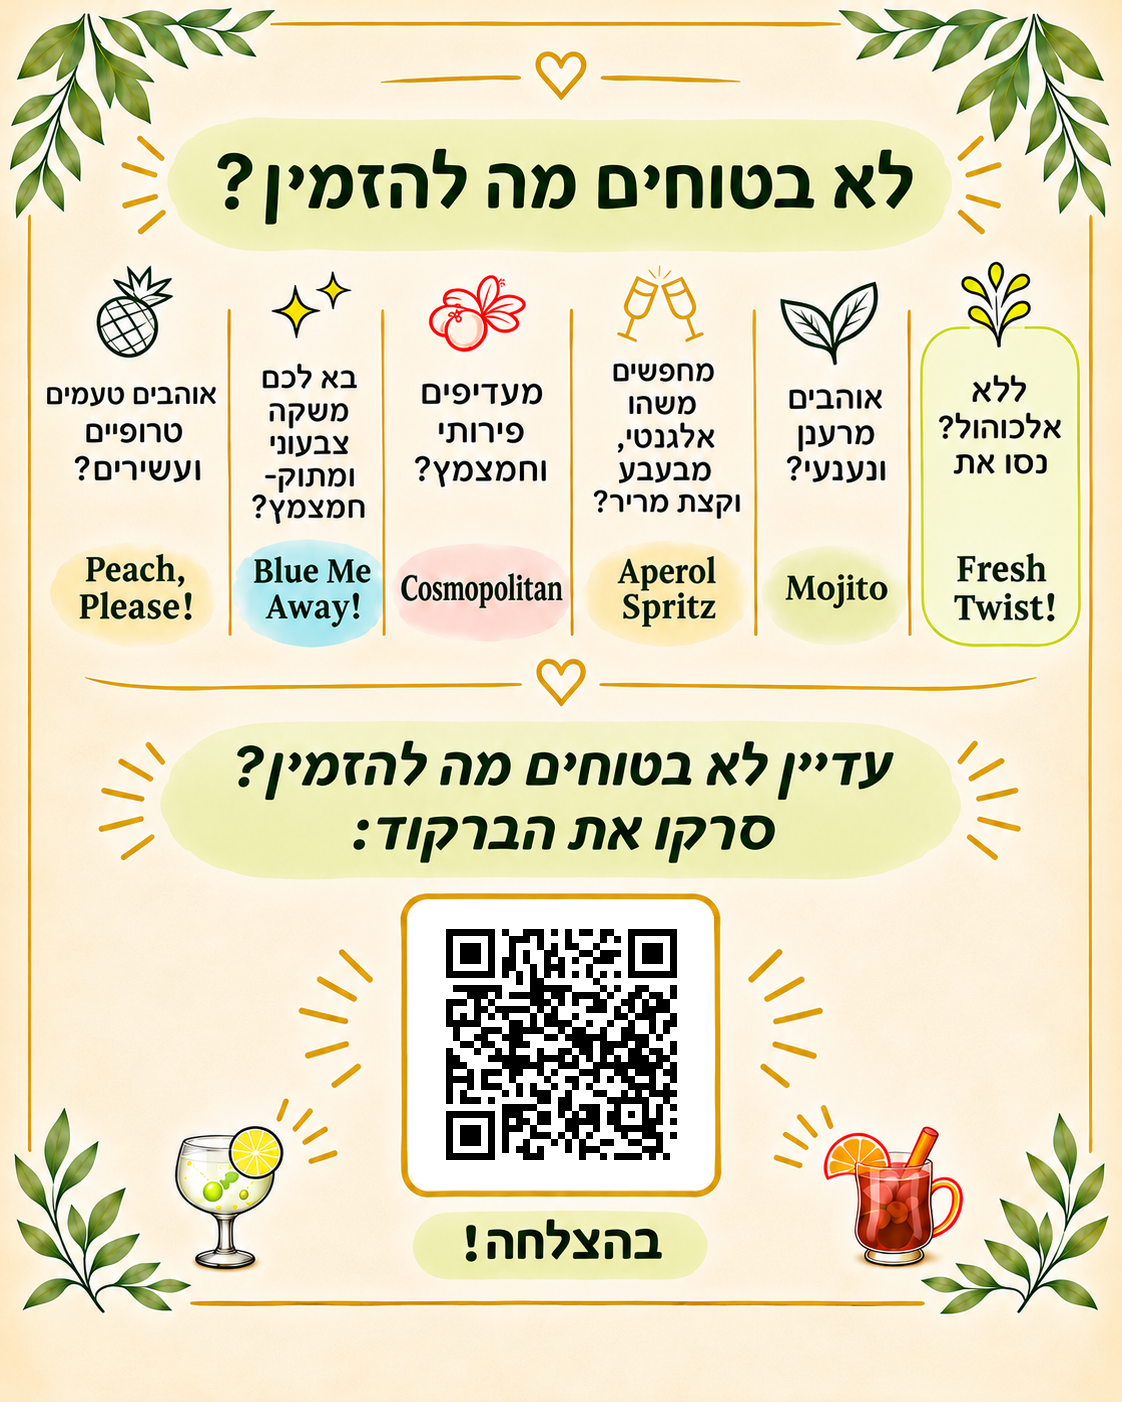 לא בטוחים מה להזמין?
ללא
אלכוהול?
נסו את
Fresh
Twist!
אוהבים
מרענן
ונענעי?
Mojito
מחפשים
משהו
אלגנטי,
מבעבע
וקצת מריר?
Aperol
Spritz
מעדיפים
פירותי
וחמצמץ?
Cosmopolitan
בא לכם
משקה
צבעוני
ומתוק-
חמצמץ?
Blue Me
Away!
אוהבים טעמים
טרופיים
ועשירים?
Peach,
Please!
עדיין לא בטוחים מה להזמין?
סרקו את הברקוד:
בהצלחה!